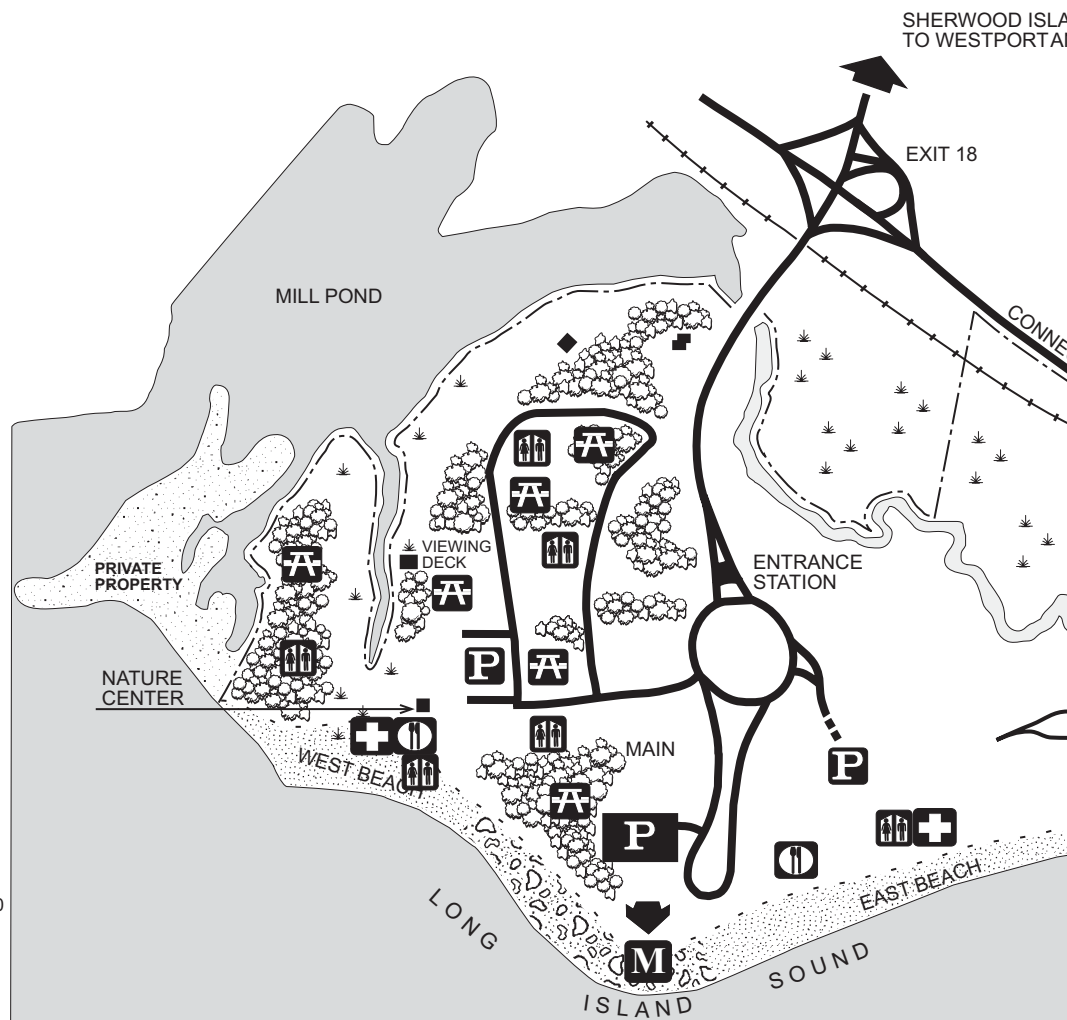 SHERWOOD ISLA
TO WESTPORT A
EXIT 18
MILL POND
CONNE
VIEWING
DECK
ENTRANCE
STATION
PRIVATE
PROPERTY
NATURE
CENTER
P
MAIN
WEST BEACH
P
P
EAST BEACH
LONG
ISLAND
SOUND
M